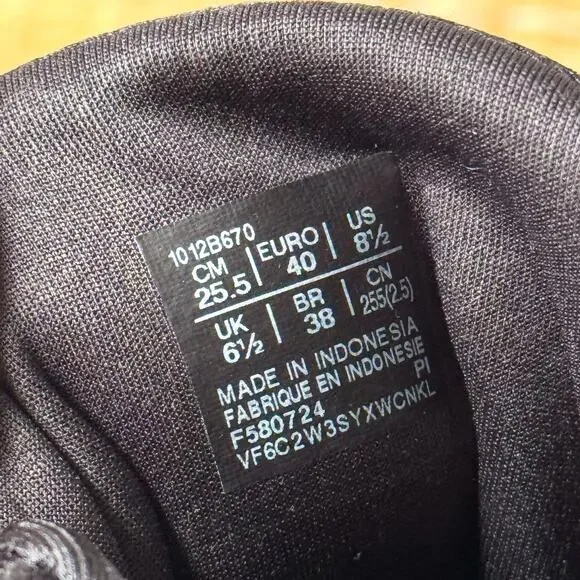 1012B670
CM | EURO | US
25.5 | 40 | 8½
UK | BR | CN
6½ | 38 | 255(2.5)
MADE IN INDONESIA
FABRIQUE EN INDONESIE
F580724 PI
VF6C2W3SYXWCNKL